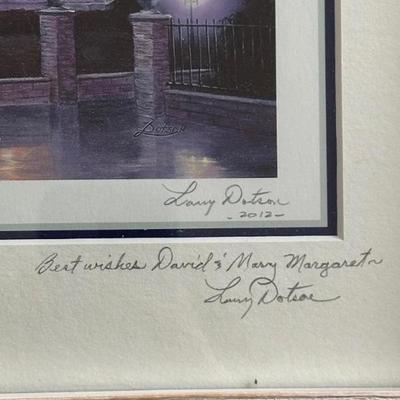 Dotson
Larry Dotson
-2012-
Best wishes David & Mary Margaret~
Larry Dotson